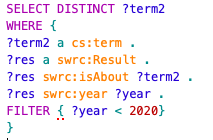 SELECT DISTINCT ?term2
WHERE {
?term2 a cs:term .
?res a swrc:Result .
?res swrc:isAbout ?term2 .
?res swrc:year ?year .
FILTER { ?year < 2020}
}